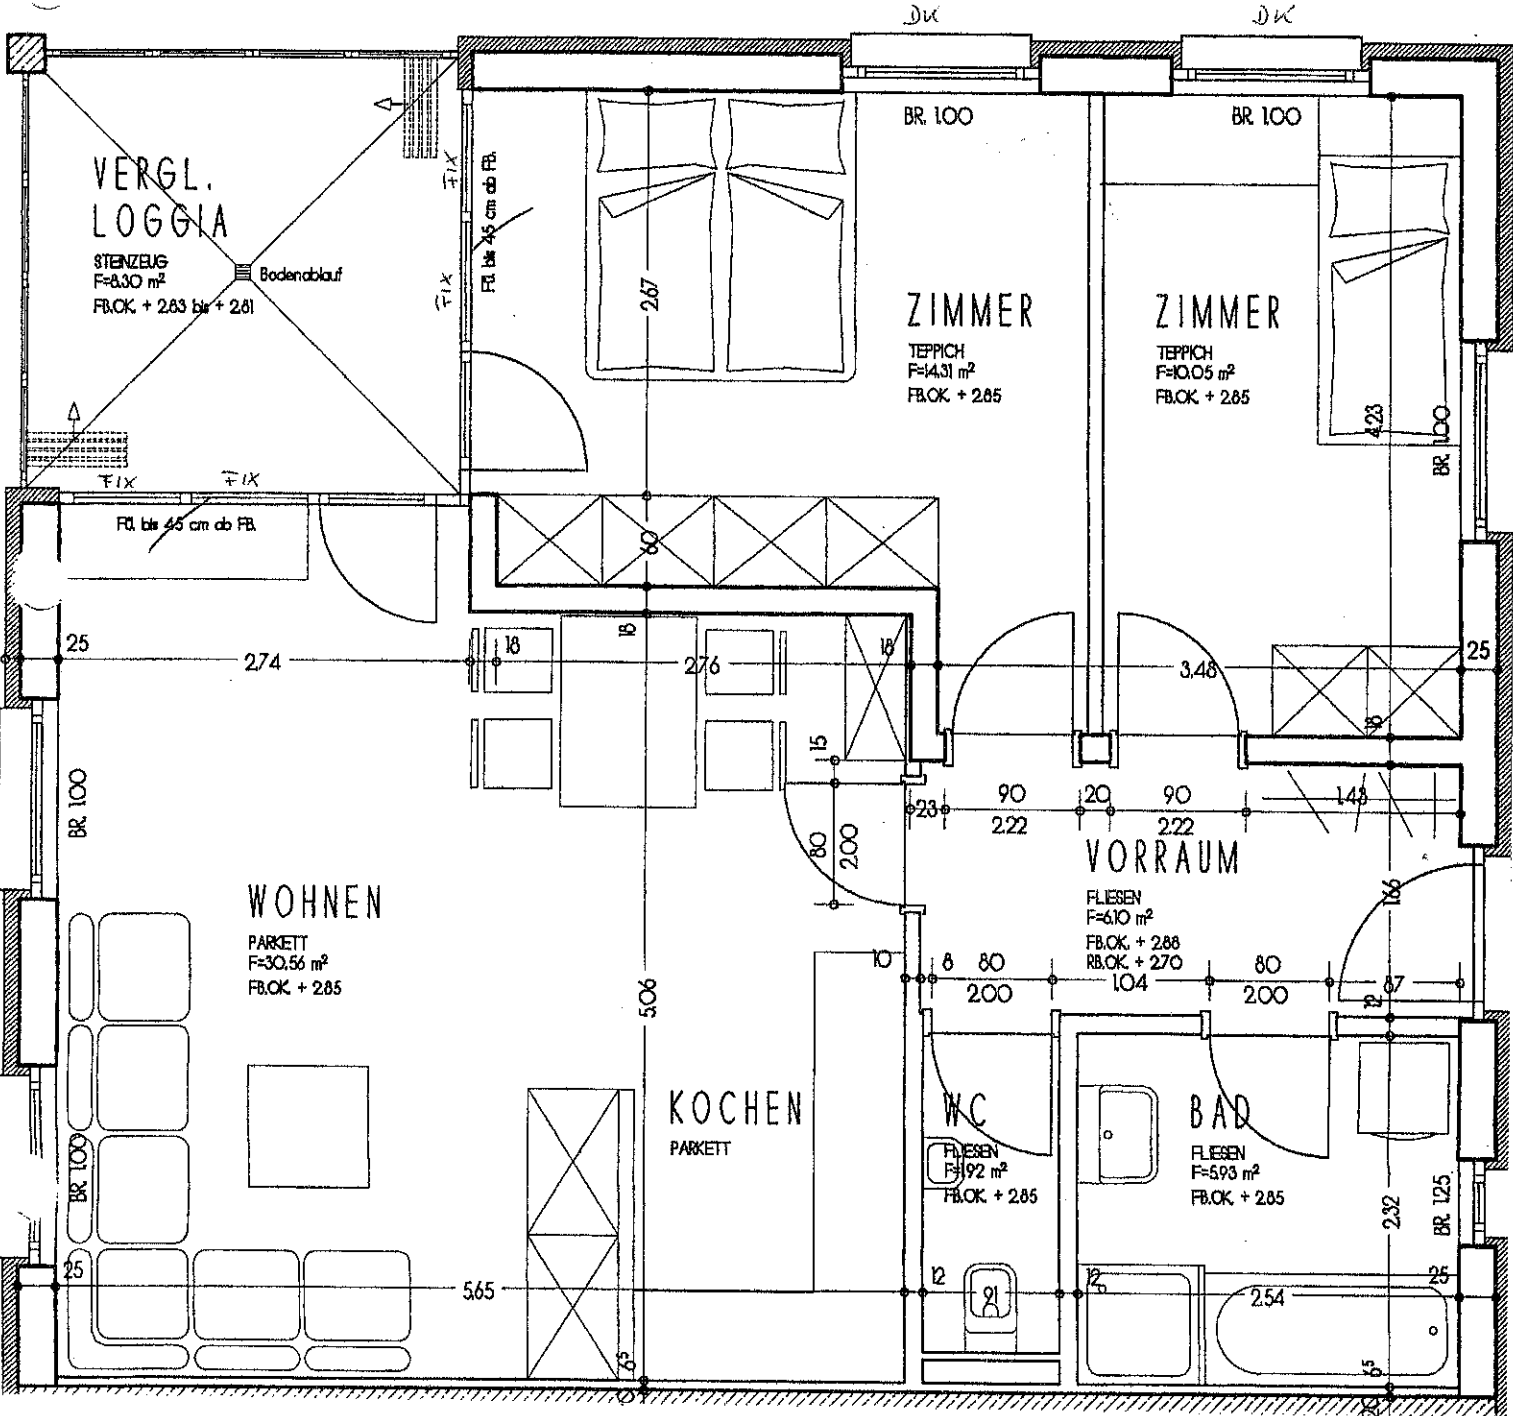 DK
DK
BR. 1.00
BR. 1.00
VERGL.
LOGGIA
STEINZEUG
F=8.30 m²
FB.OK. + 2.83 bis + 2.81
Bodenablauf
FIX
FIX
Fü. bis 45 cm ab FB.
2.67
ZIMMER
TEPPICH
F=14.31 m²
FB.OK. + 2.85
ZIMMER
TEPPICH
F=10.05 m²
FB.OK. + 2.85
4.23
BR. 1.00
FIX
FIX
Fü. bis 45 cm ab FB.
60
25
2.74
18
18
2.76
18
3.48
25
18
15
BR. 1.00
80
2.00
23
90
2.22
20
90
2.22
1.48
VORRAUM
FLIESEN
F=6.10 m²
FB.OK. + 2.88
RB.OK. + 2.70
1.66
WOHNEN
PARKETT
F=30.56 m²
FB.OK. + 2.85
10
8
80
2.00
1.04
80
2.00
87
12
5.06
KOCHEN
PARKETT
WC
FLIESEN
F=1.92 m²
FB.OK. + 2.85
BAD
FLIESEN
F=5.93 m²
FB.OK. + 2.85
BR. 1.00
2.32
BR. 1.25
25
5.65
12
91
12
2.54
25
6⁵
6⁵
20